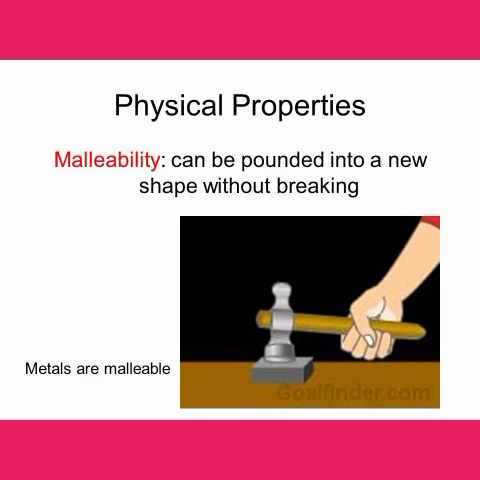 Physical Properties
Malleability: can be pounded into a new
shape without breaking
Metals are malleable
Goalfinder.com